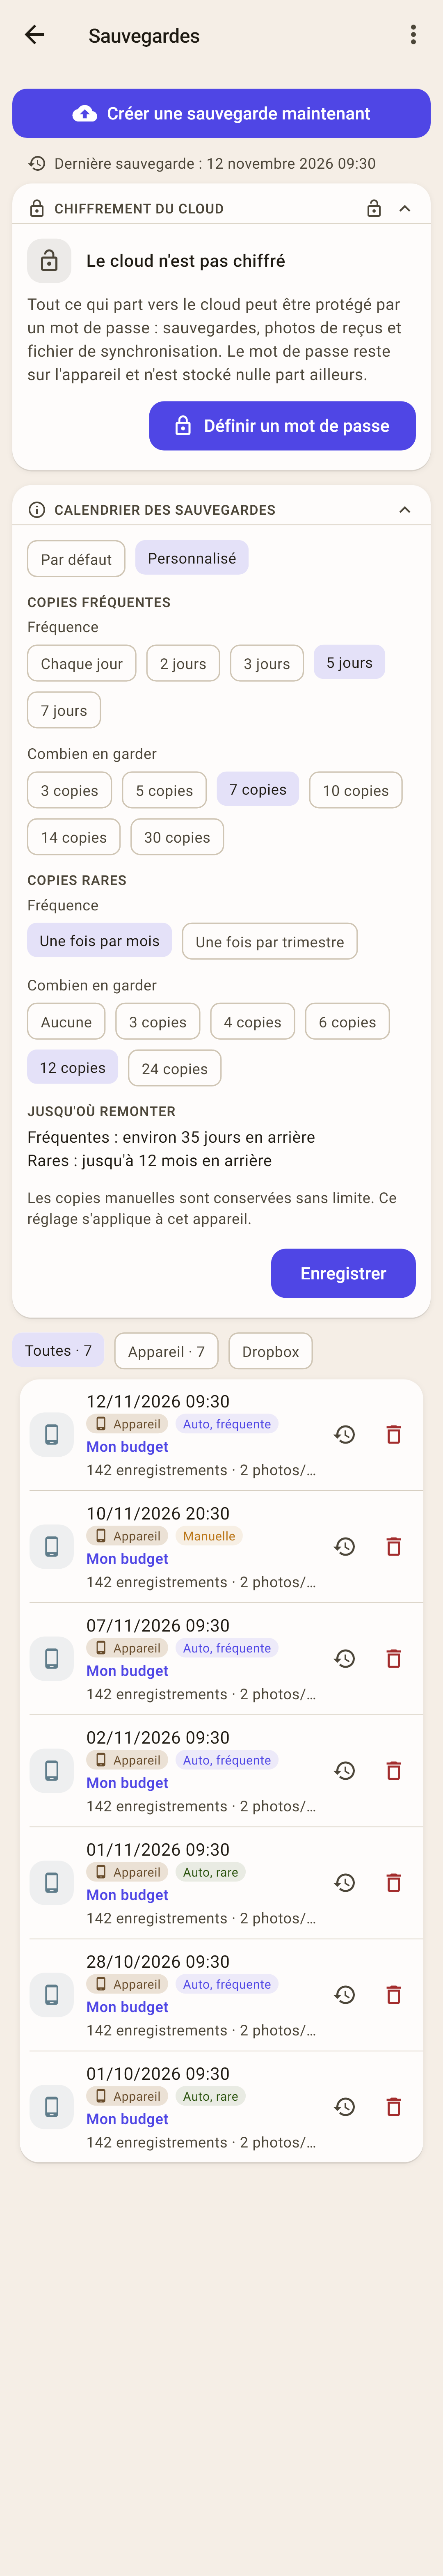 Sauvegardes
Créer une sauvegarde maintenant
Dernière sauvegarde : 12 novembre 2026 09:30
CHIFFREMENT DU CLOUD
Le cloud n'est pas chiffré
Tout ce qui part vers le cloud peut être protégé par
un mot de passe : sauvegardes, photos de reçus et
fichier de synchronisation. Le mot de passe reste
sur l'appareil et n'est stocké nulle part ailleurs.
Définir un mot de passe
CALENDRIER DES SAUVEGARDES
Par défaut Personnalisé
COPIES FRÉQUENTES
Fréquence
Chaque jour 2 jours 3 jours 5 jours
7 jours
Combien en garder
3 copies 5 copies 7 copies 10 copies
14 copies 30 copies
COPIES RARES
Fréquence
Une fois par mois Une fois par trimestre
Combien en garder
Aucune 3 copies 4 copies 6 copies
12 copies 24 copies
JUSQU'OÙ REMONTER
Fréquentes : environ 35 jours en arrière
Rares : jusqu'à 12 mois en arrière
Les copies manuelles sont conservées sans limite. Ce
réglage s'applique à cet appareil.
Enregistrer
Toutes · 7 Appareil · 7 Dropbox
12/11/2026 09:30
Appareil Auto, fréquente
Mon budget
142 enregistrements · 2 photos/…
10/11/2026 20:30
Appareil Manuelle
Mon budget
142 enregistrements · 2 photos/…
07/11/2026 09:30
Appareil Auto, fréquente
Mon budget
142 enregistrements · 2 photos/…
02/11/2026 09:30
Appareil Auto, fréquente
Mon budget
142 enregistrements · 2 photos/…
01/11/2026 09:30
Appareil Auto, rare
Mon budget
142 enregistrements · 2 photos/…
28/10/2026 09:30
Appareil Auto, fréquente
Mon budget
142 enregistrements · 2 photos/…
01/10/2026 09:30
Appareil Auto, rare
Mon budget
142 enregistrements · 2 photos/…